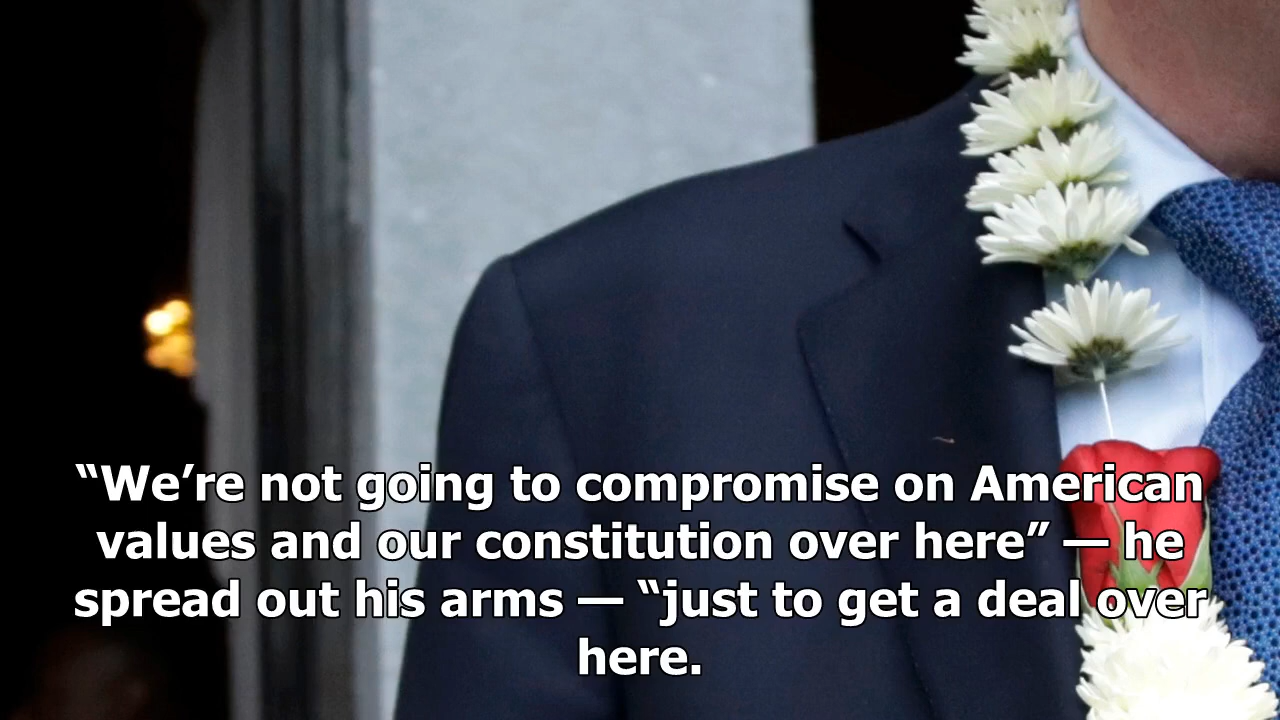 “We’re not going to compromise on American
values and our constitution over here” — he
spread out his arms — “just to get a deal over
here.